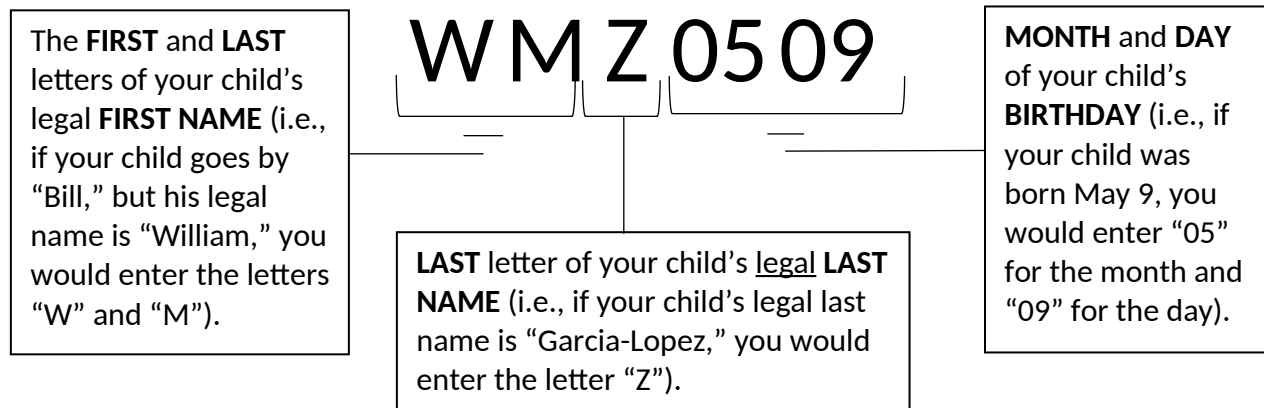 WMZ0509
The FIRST and LAST
letters of your child’s
legal FIRST NAME (i.e.,
if your child goes by
“Bill,” but his legal
name is “William,” you
would enter the letters
“W” and “M”).
LAST letter of your child’s legal LAST
NAME (i.e., if your child’s legal last
name is “Garcia-Lopez,” you would
enter the letter “Z”).
MONTH and DAY
of your child’s
BIRTHDAY (i.e., if
your child was
born May 9, you
would enter “05”
for the month and
“09” for the day).